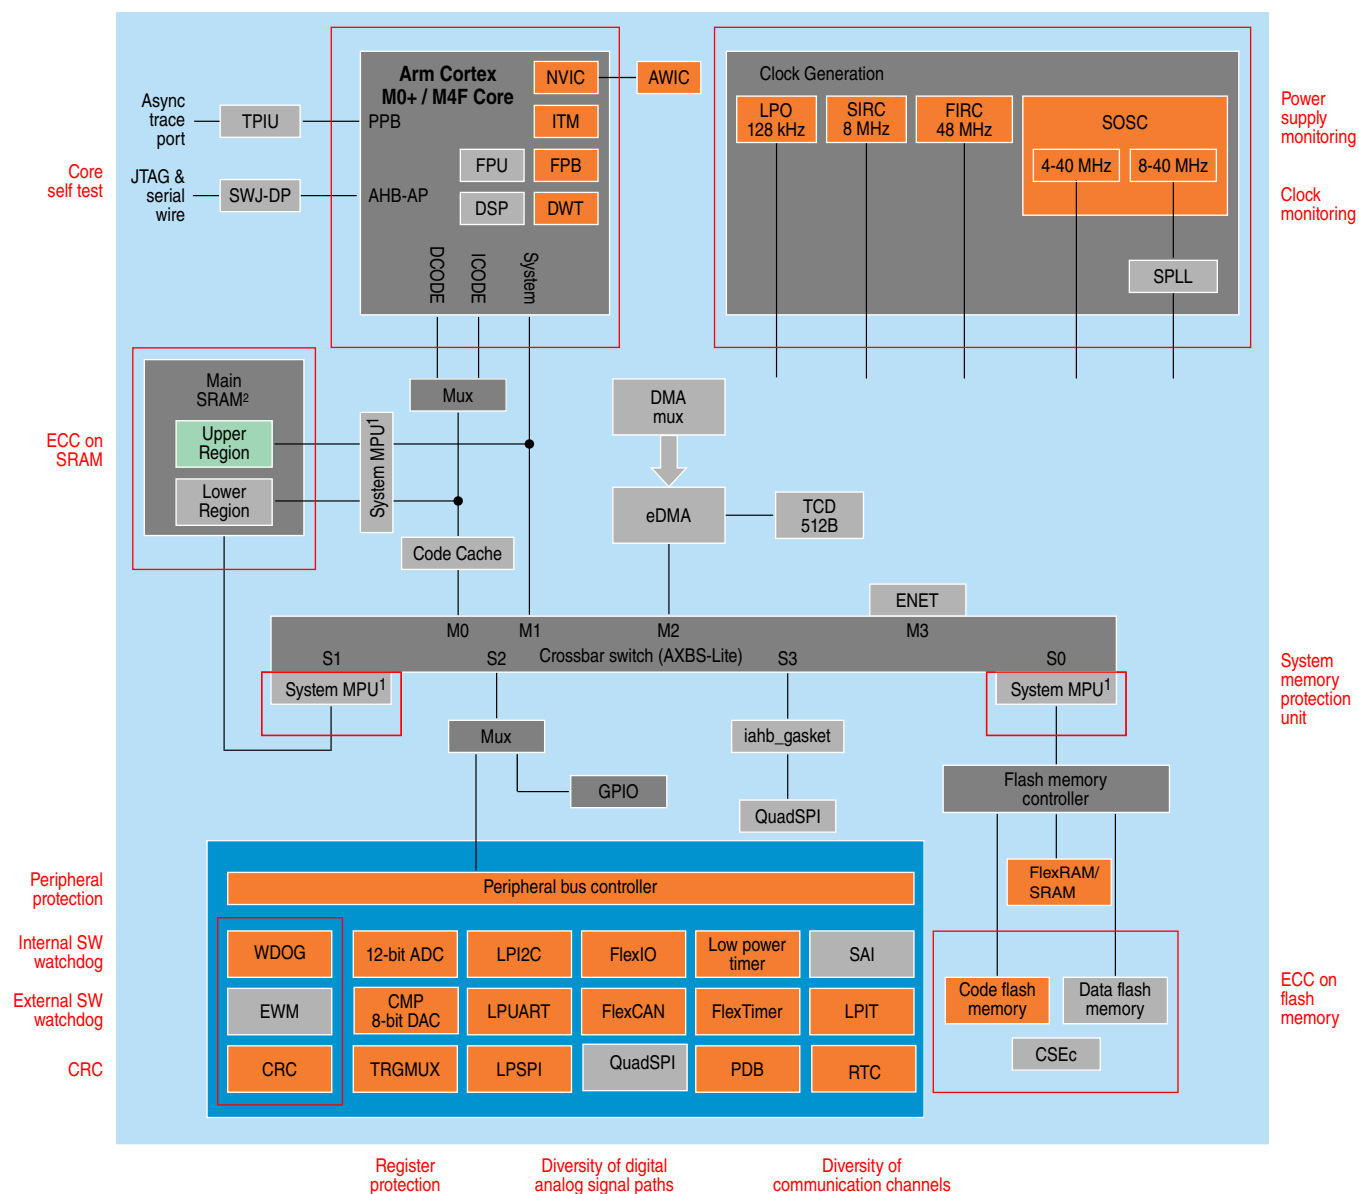 Arm Cortex
M0+ / M4F Core
NVIC
AWIC
ITM
FPU
FPB
DSP
DWT
PPB
AHB-AP
DCODE
ICODE
System
Async
trace
port
TPIU
JTAG &
serial
wire
SWJ-DP
Core
self test
Clock Generation
LPO
128 kHz
SIRC
8 MHz
FIRC
48 MHz
SOSC
4-40 MHz
8-40 MHz
SPLL
Power
supply
monitoring
Clock
monitoring
Main
SRAM2
Upper
Region
Lower
Region
ECC on
SRAM
Mux
System MPU1
Code Cache
DMA
mux
eDMA
TCD
512B
ENET
M0
M1
M2
M3
S1
S2
Crossbar switch (AXBS-Lite)
S3
S0
System MPU1
System MPU1
System
memory
protection
unit
Mux
GPIO
iahb_gasket
QuadSPI
Flash memory
controller
FlexRAM/
SRAM
Code flash
memory
Data flash
memory
CSEc
ECC on
flash
memory
Peripheral
protection
Peripheral bus controller
Internal SW
watchdog
WDOG
12-bit ADC
LPI2C
FlexIO
Low power
timer
SAI
External SW
watchdog
EWM
CMP
8-bit DAC
LPUART
FlexCAN
FlexTimer
LPIT
CRC
CRC
TRGMUX
LPSPI
QuadSPI
PDB
RTC
Register
protection
Diversity of digital
analog signal paths
Diversity of
communication channels